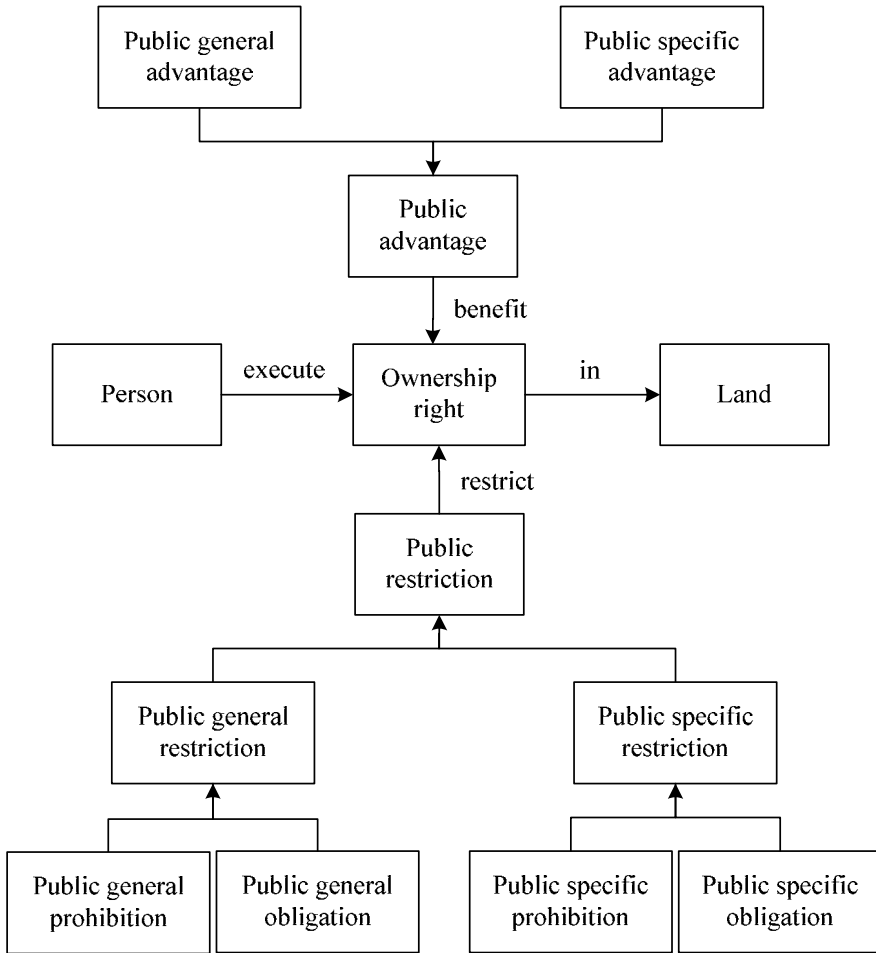 Public general
advantage
Public specific
advantage
Public
advantage
benefit
Person
execute
Ownership
right
in
Land
restrict
Public
restriction
Public general
restriction
Public specific
restriction
Public general
prohibition
Public general
obligation
Public specific
prohibition
Public specific
obligation